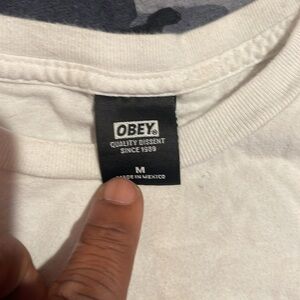 OBEY®
QUALITY DISSENT
SINCE 1989
M
MADE IN MEXICO